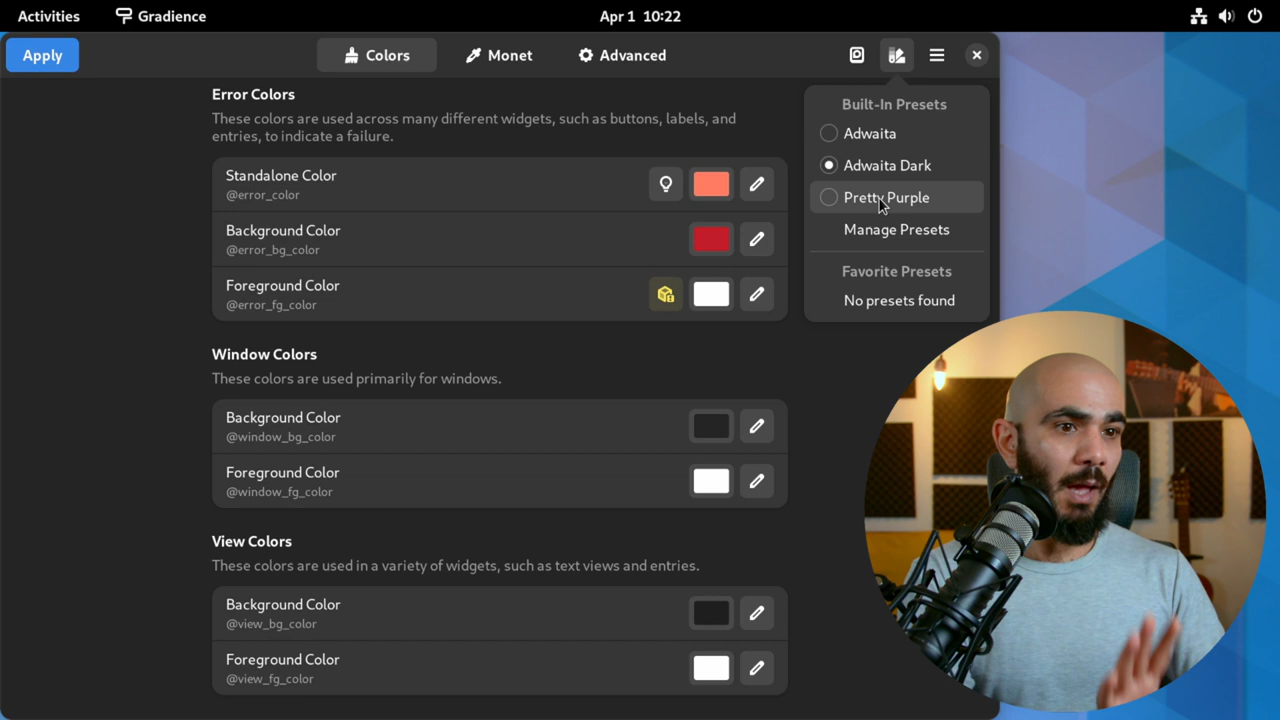 Activities
Gradience
Apr 1 10:22
Apply
Colors
Monet
Advanced
Error Colors
These colors are used across many different widgets, such as buttons, labels, and
entries, to indicate a failure.
Standalone Color
@error_color
Background Color
@error_bg_color
Foreground Color
@error_fg_color
Window Colors
These colors are used primarily for windows.
Background Color
@window_bg_color
Foreground Color
@window_fg_color
View Colors
These colors are used in a variety of widgets, such as text views and entries.
Background Color
@view_bg_color
Foreground Color
@view_fg_color
Built-In Presets
Adwaita
Adwaita Dark
Pretty Purple
Manage Presets
Favorite Presets
No presets found